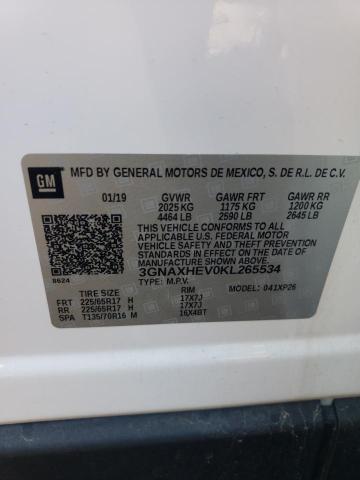 GM
MFD BY GENERAL MOTORS DE MEXICO, S. DE R.L. DE C.V.
01/19 GVWR GAWR FRT GAWR RR
2025 KG 1175 KG 1200 KG
4464 LB 2590 LB 2645 LB
THIS VEHICLE CONFORMS TO ALL
APPLICABLE U.S. FEDERAL MOTOR
VEHICLE SAFETY AND THEFT PREVENTION
STANDARDS IN EFFECT ON THE DATE
OF MANUFACTURE SHOWN ABOVE.
3GNAXHEV0KL265534
8624 TYPE: M.P.V. MODEL: 041XP26
TIRE SIZE RIM
FRT 225/65R17 H 17X7J
RR 225/65R17 H 17X7J
SPA T135/70R16 M 16X4BT